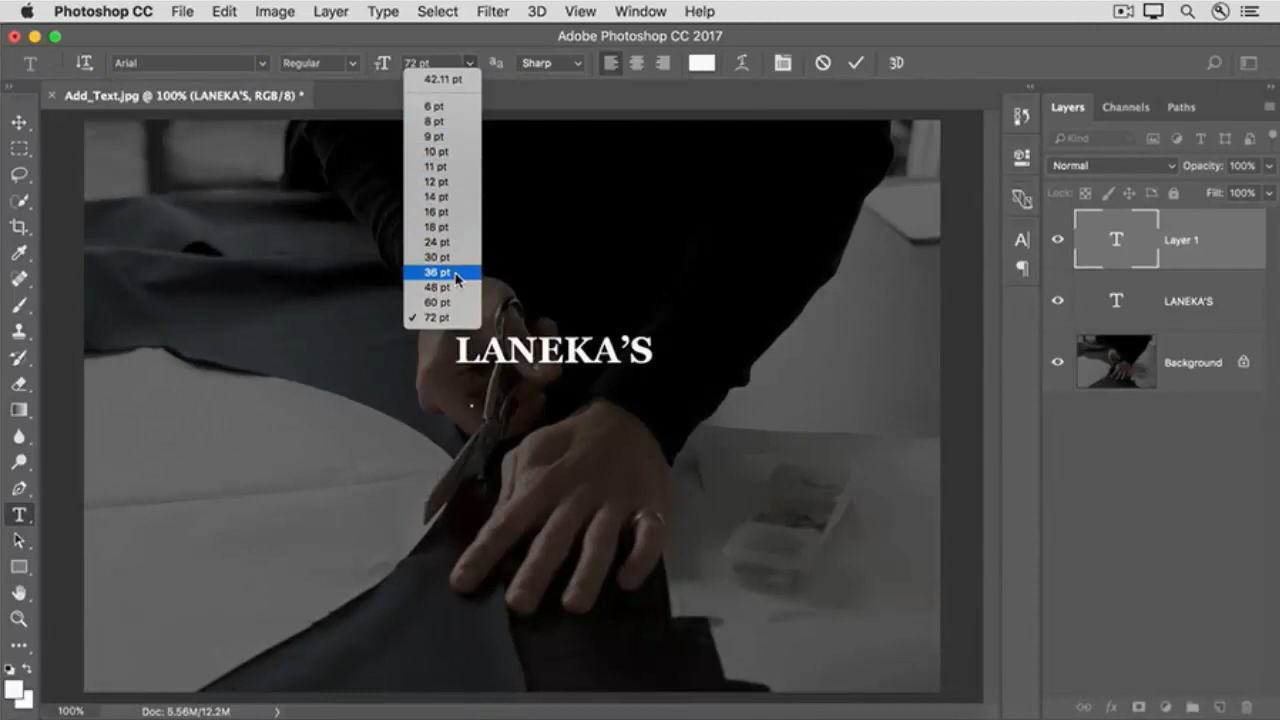 Photoshop CC File Edit Image Layer Type Select Filter 3D View Window Help
Adobe Photoshop CC 2017
T Arial Regular 72 pt aa Sharp 3D
Add_Text.jpg @ 100% (LANEKA'S, RGB/8) *
42.11 pt
6 pt
8 pt
9 pt
10 pt
11 pt
12 pt
14 pt
16 pt
18 pt
24 pt
30 pt
36 pt
48 pt
60 pt
72 pt
LANEKA’S
Layers Channels Paths
Kind
Normal Opacity: 100%
Lock: Fill: 100%
T Layer 1
T LANEKA'S
Background
100% Doc: 5.56M/12.2M